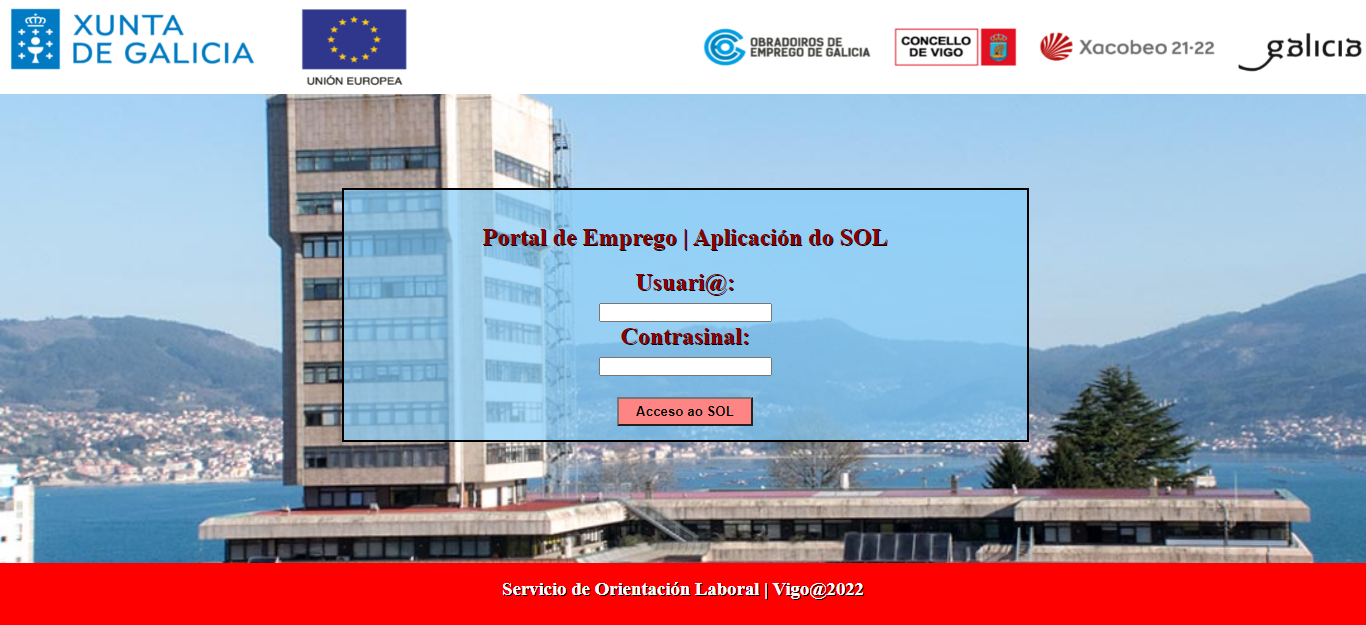 XUNTA
DE GALICIA
UNIÓN EUROPEA
OBRADOIROS DE
EMPREGO DE GALICIA
CONCELLO
DE VIGO
Xacobeo 21·22
galicia
Portal de Emprego | Aplicación do SOL
Usuari@:
Contrasinal:
Acceso ao SOL
Servicio de Orientación Laboral | Vigo@2022